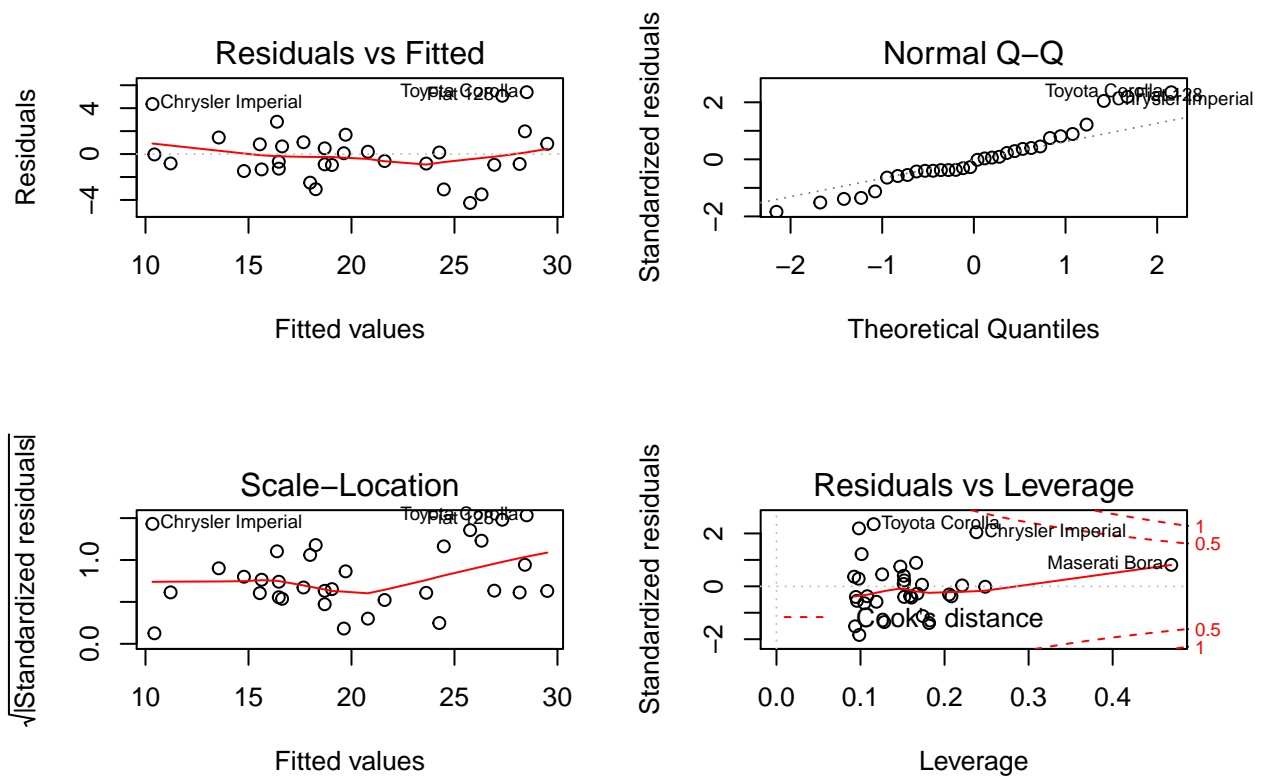 Residuals vs Fitted
Residuals
4
0
−4
Chrysler Imperial
Toyota Corolla
Fiat 128
10 15 20 25 30
Fitted values
Normal Q−Q
Standardized residuals
2
0
−2
Toyota Corolla
Fiat 128
Chrysler Imperial
−2 −1 0 1 2
Theoretical Quantiles
Scale−Location
√|Standardized residuals|
1.0
0.0
Chrysler Imperial
Toyota Corolla
Fiat 128
10 15 20 25 30
Fitted values
Residuals vs Leverage
Standardized residuals
2
0
−2
Toyota Corolla
Chrysler Imperial
Maserati Bora
Cook's distance
1
0.5
0.5
1
0.0 0.1 0.2 0.3 0.4
Leverage